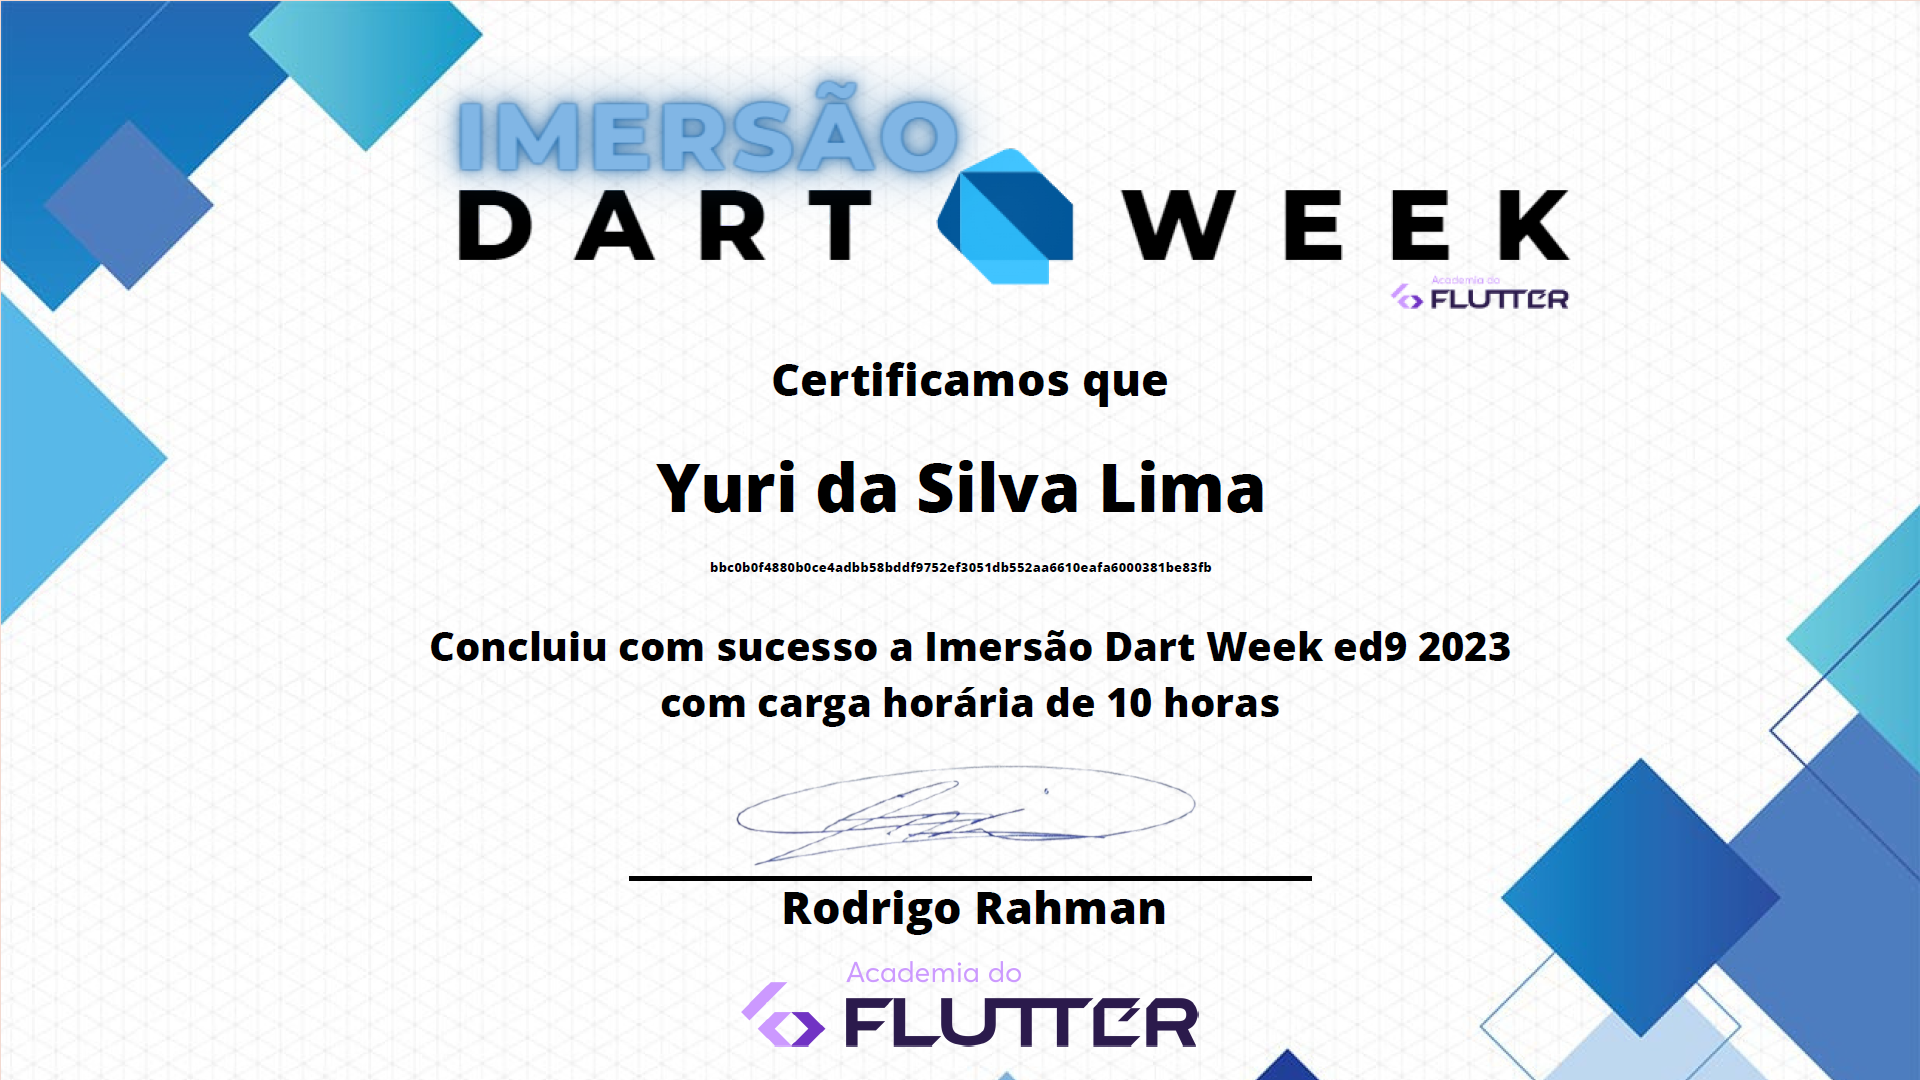 IMERSÃO
DART WEEK
Academia do
FLUTTER
Certificamos que
Yuri da Silva Lima
bbc0b0f4880b0ce4adbb58bddf9752ef3051db552aa6610eafa6000381be83fb
Concluiu com sucesso a Imersão Dart Week ed9 2023
com carga horária de 10 horas
Rodrigo Rahman
Academia do
FLUTTER